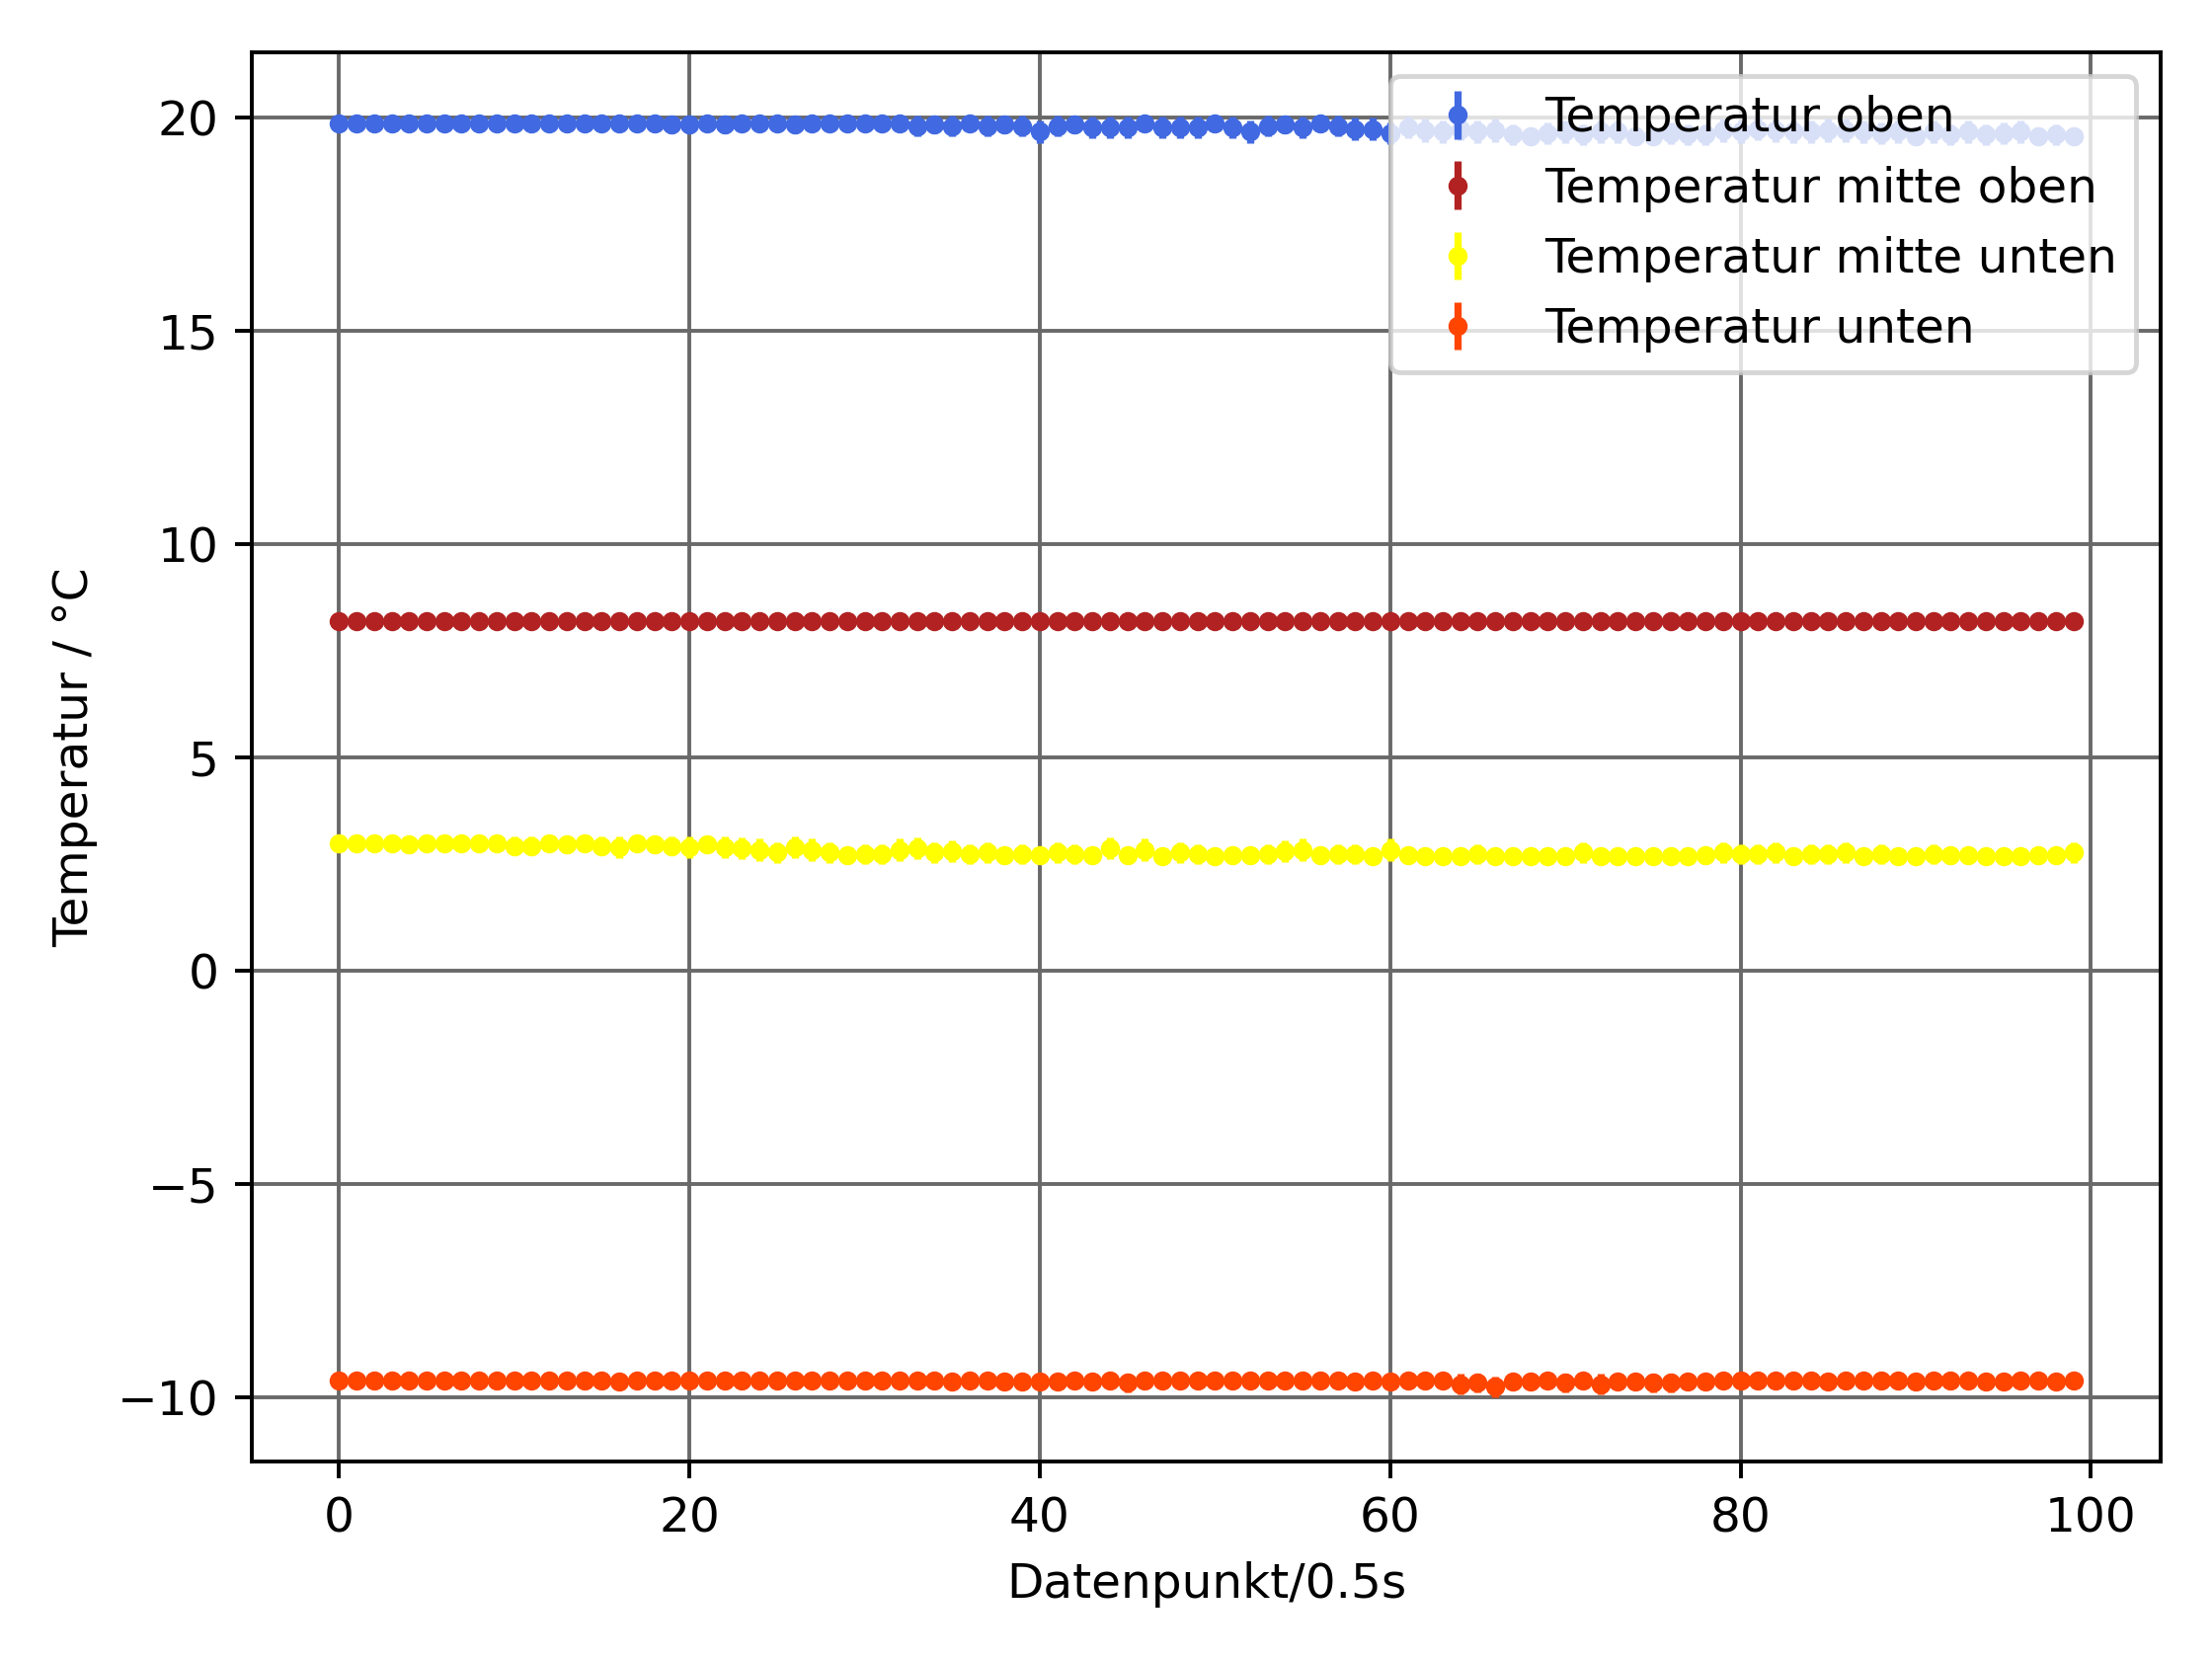 Temperatur oben
Temperatur mitte oben
Temperatur mitte unten
Temperatur unten
20
15
10
5
0
−5
−10
Temperatur / °C
0 20 40 60 80 100
Datenpunkt/0.5s